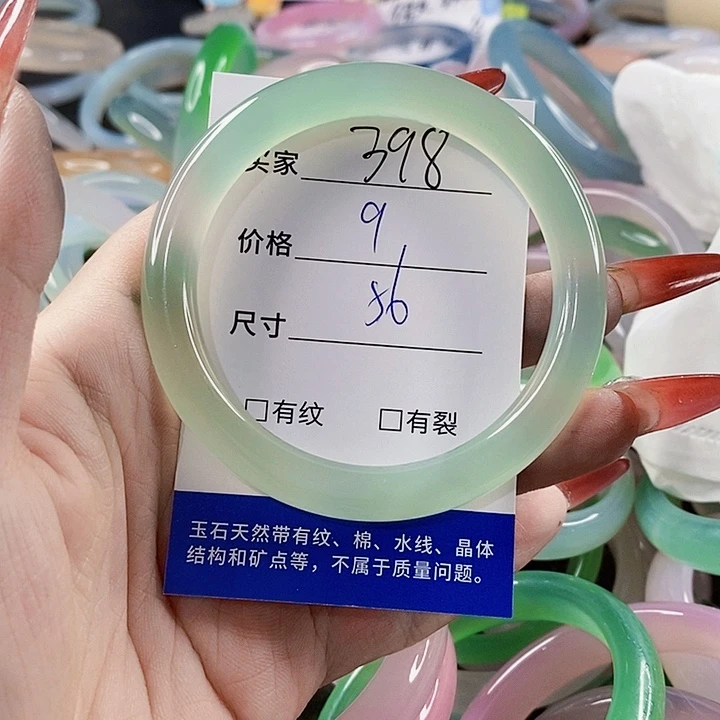 买家 398
价格 9
尺寸 56
□有纹 □有裂
玉石天然带有纹、棉、水线、晶体
结构和矿点等，不属于质量问题。